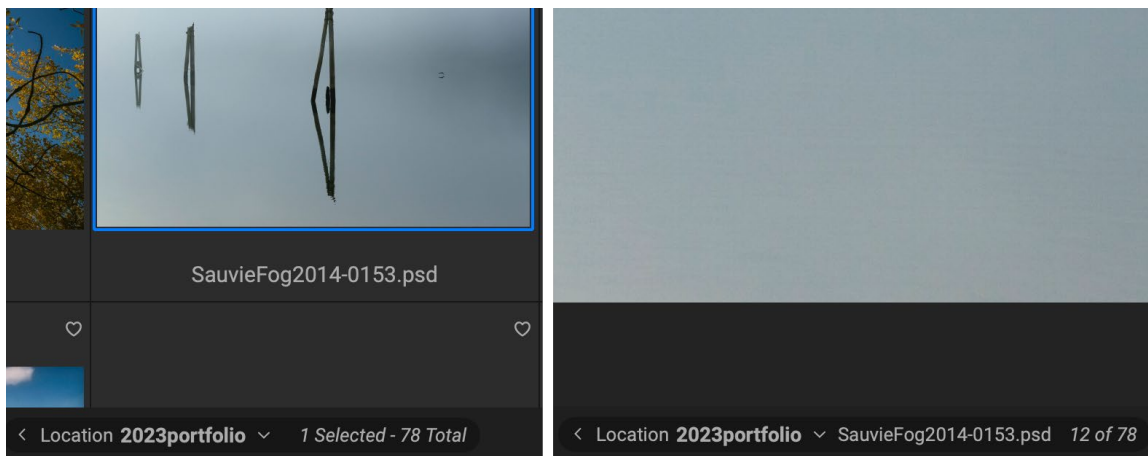 SauvieFog2014-0153.psd
Location 2023portfolio 1 Selected - 78 Total
Location 2023portfolio SauvieFog2014-0153.psd 12 of 78